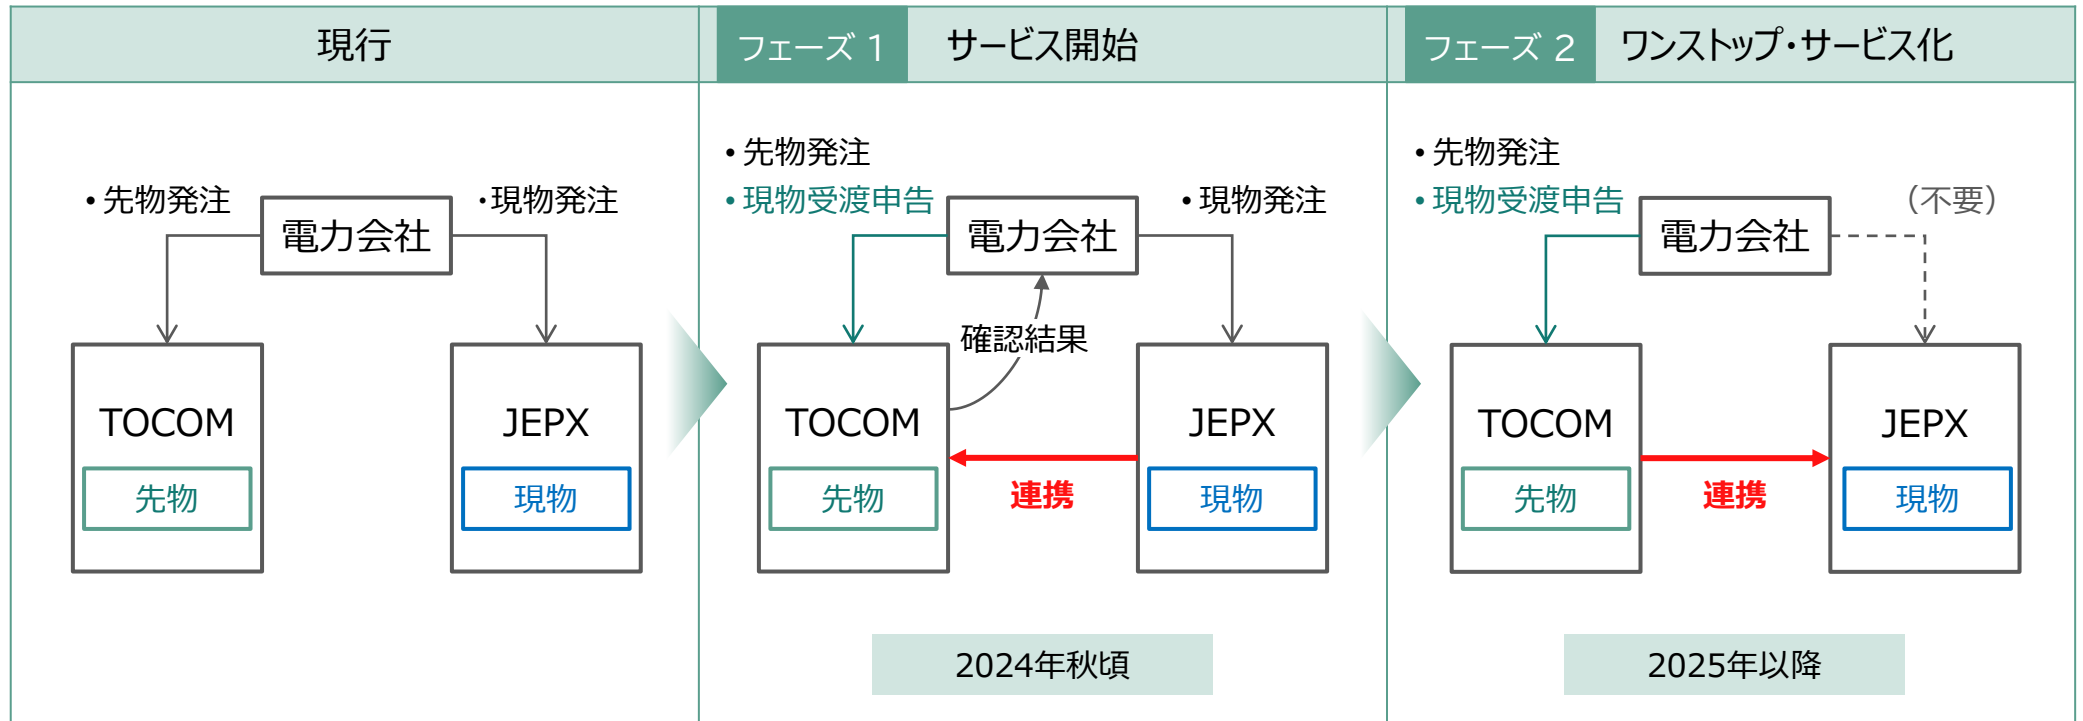 現行
・先物発注
・現物発注
電力会社
TOCOM
先物
JEPX
現物
フェーズ 1
サービス開始
・先物発注
・現物受渡申告
・現物発注
電力会社
確認結果
TOCOM
先物
連携
JEPX
現物
2024年秋頃
フェーズ 2
ワンストップ・サービス化
・先物発注
・現物受渡申告
（不要）
電力会社
TOCOM
先物
連携
JEPX
現物
2025年以降